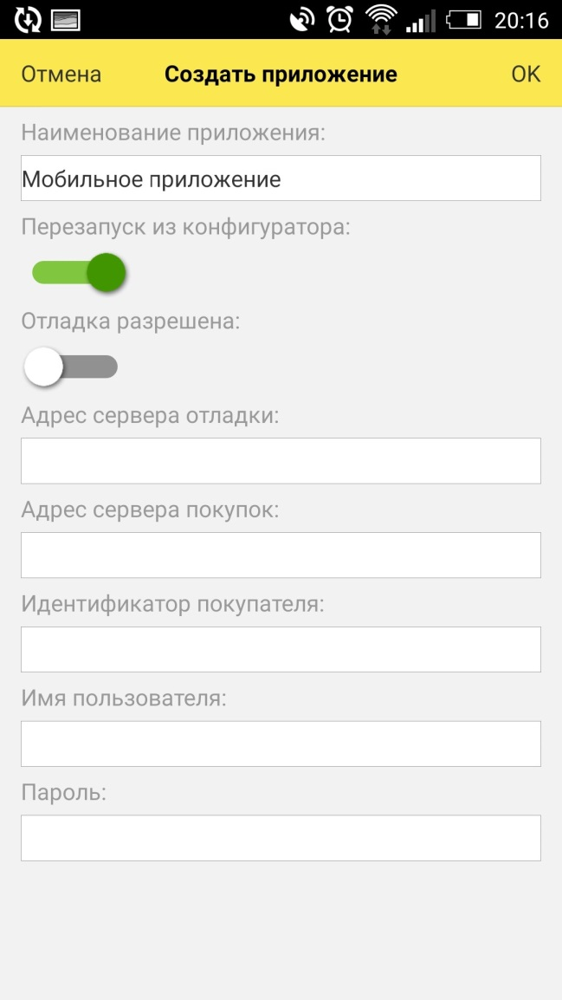 20:16
Отмена Создать приложение OK
Наименование приложения:
Мобильное приложение
Перезапуск из конфигуратора:
Отладка разрешена:
Адрес сервера отладки:
Адрес сервера покупок:
Идентификатор покупателя:
Имя пользователя:
Пароль: